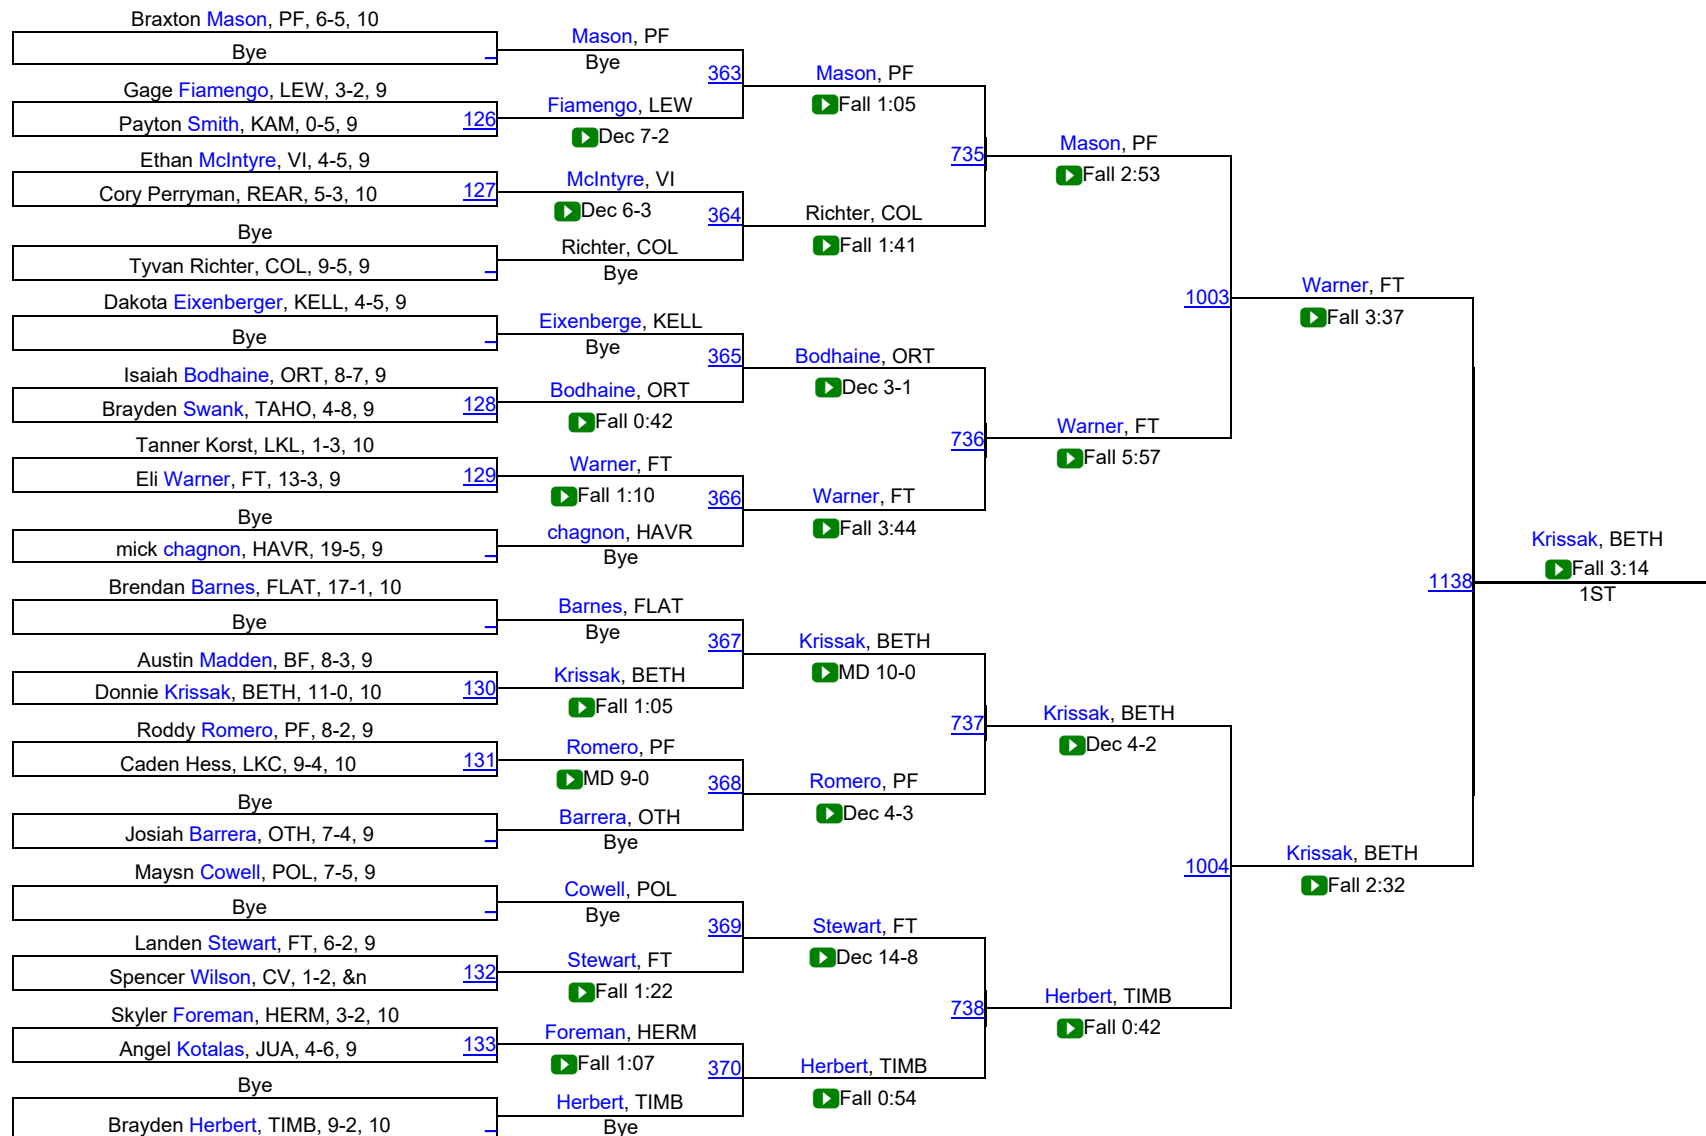 Braxton Mason, PF, 6-5, 10
Bye
Gage Fiamengo, LEW, 3-2, 9
Payton Smith, KAM, 0-5, 9
126
Ethan McIntyre, VI, 4-5, 9
Cory Perryman, REAR, 5-3, 10
127
Bye
Tyvan Richter, COL, 9-5, 9
Dakota Eixenberger, KELL, 4-5, 9
Bye
Isaiah Bodhaine, ORT, 8-7, 9
Brayden Swank, TAHO, 4-8, 9
128
Tanner Korst, LKL, 1-3, 10
Eli Warner, FT, 13-3, 9
129
Bye
mick chagnon, HAVR, 19-5, 9
Brendan Barnes, FLAT, 17-1, 10
Bye
Austin Madden, BF, 8-3, 9
Donnie Krissak, BETH, 11-0, 10
130
Roddy Romero, PF, 8-2, 9
Caden Hess, LKC, 9-4, 10
131
Bye
Josiah Barrera, OTH, 7-4, 9
Maysn Cowell, POL, 7-5, 9
Bye
Landen Stewart, FT, 6-2, 9
Spencer Wilson, CV, 1-2, &n
132
Skyler Foreman, HERM, 3-2, 10
Angel Kotalas, JUA, 4-6, 9
133
Bye
Brayden Herbert, TIMB, 9-2, 10
Mason, PF
Bye
363
Fiamengo, LEW
Dec 7-2
McIntyre, VI
Dec 6-3
364
Richter, COL
Bye
Eixenberge, KELL
Bye
365
Bodhaine, ORT
Fall 0:42
Warner, FT
Fall 1:10
366
chagnon, HAVR
Bye
Barnes, FLAT
Bye
367
Krissak, BETH
Fall 1:05
Romero, PF
MD 9-0
368
Barrera, OTH
Bye
Cowell, POL
Bye
369
Stewart, FT
Fall 1:22
Foreman, HERM
Fall 1:07
370
Herbert, TIMB
Bye
Mason, PF
Fall 1:05
735
Richter, COL
Fall 1:41
Bodhaine, ORT
Dec 3-1
736
Warner, FT
Fall 3:44
Krissak, BETH
MD 10-0
737
Romero, PF
Dec 4-3
Stewart, FT
Dec 14-8
738
Herbert, TIMB
Fall 0:54
Mason, PF
Fall 2:53
1003
Warner, FT
Fall 5:57
Krissak, BETH
Dec 4-2
1004
Herbert, TIMB
Fall 0:42
Warner, FT
Fall 3:37
1138
Krissak, BETH
Fall 2:32
Krissak, BETH
Fall 3:14
1ST